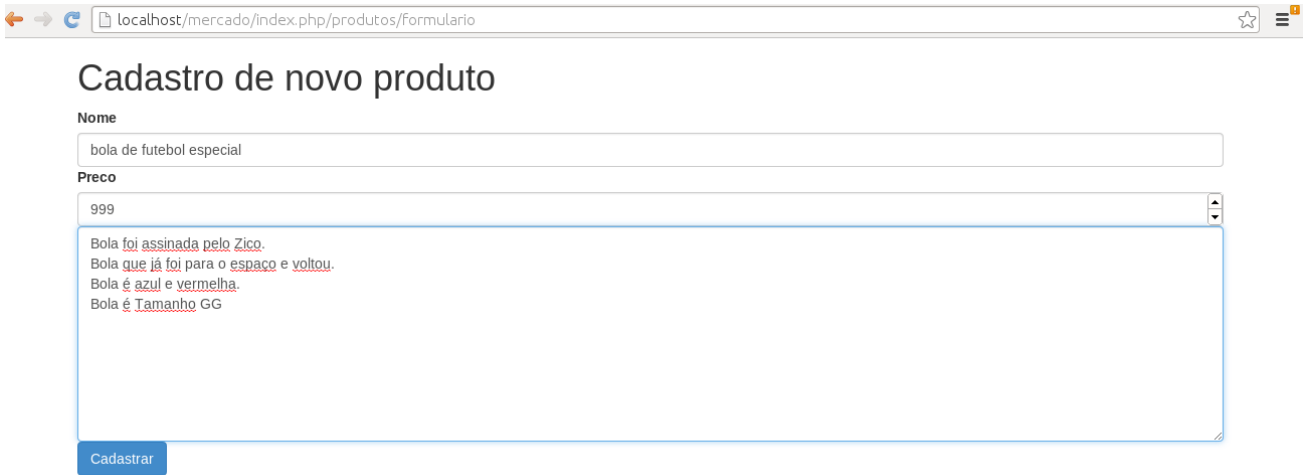 localhost/mercado/index.php/produtos/formulario
Cadastro de novo produto
Nome
bola de futebol especial
Preco
999
Bola foi assinada pelo Zico.
Bola que já foi para o espaço e voltou.
Bola é azul e vermelha.
Bola é Tamanho GG
Cadastrar